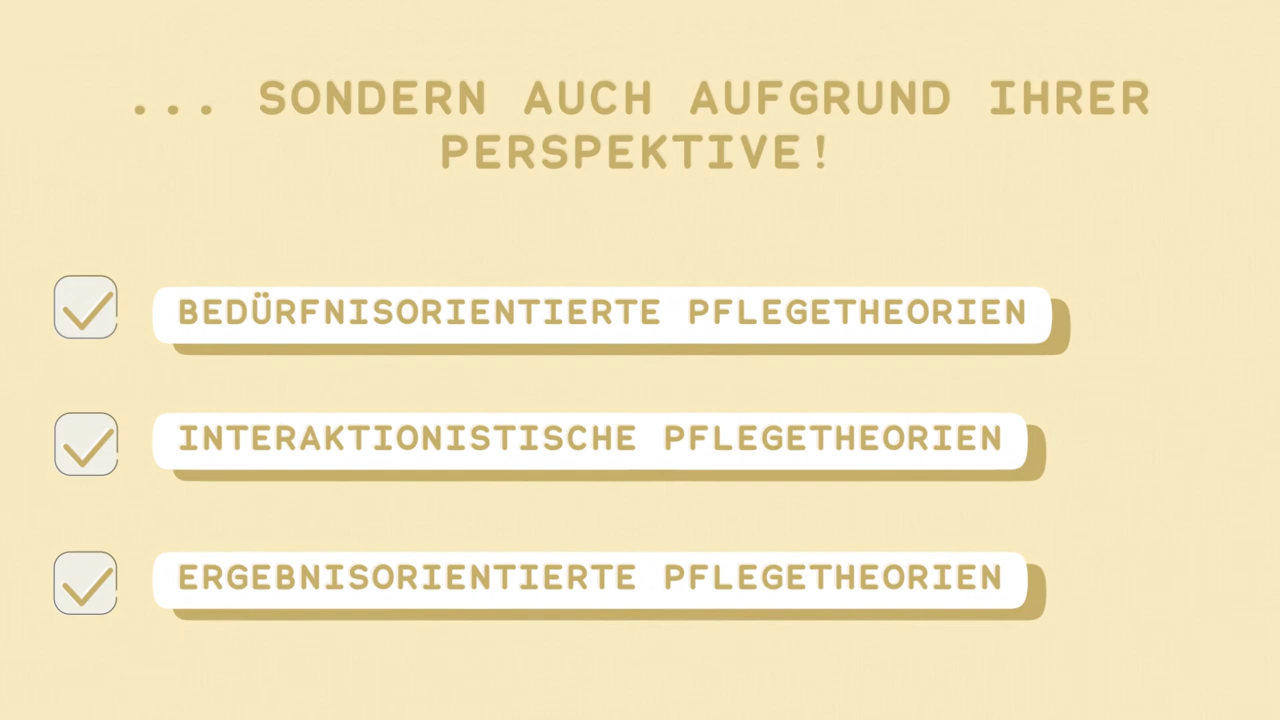 ... SONDERN AUCH AUFGRUND IHRER
PERSPEKTIVE!
BEDÜRFNISORIENTIERTE PFLEGETHEORIEN
INTERAKTIONISTISCHE PFLEGETHEORIEN
ERGEBNISORIENTIERTE PFLEGETHEORIEN